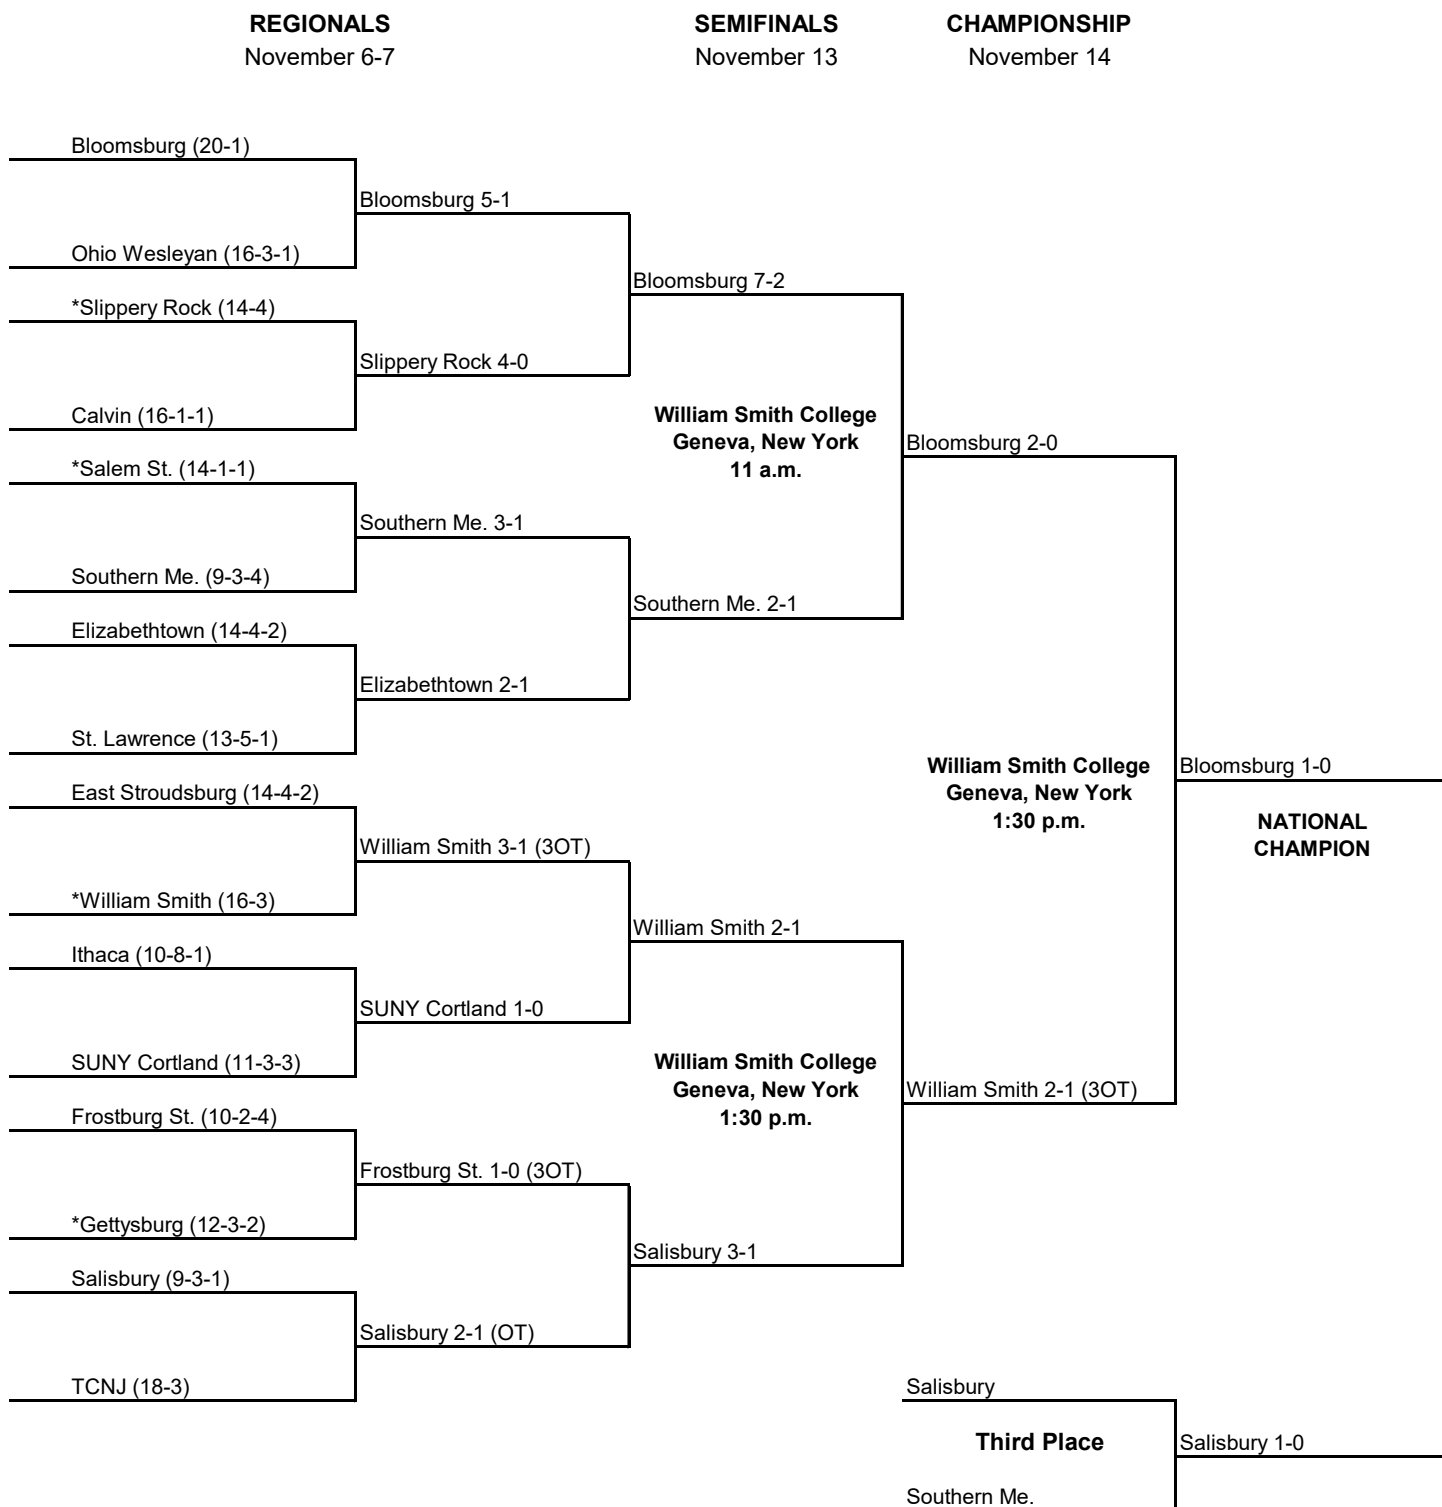 REGIONALS
November 6-7
SEMIFINALS
November 13
CHAMPIONSHIP
November 14
Bloomsburg (20-1)
Bloomsburg 5-1
Ohio Wesleyan (16-3-1)
Bloomsburg 7-2
*Slippery Rock (14-4)
Slippery Rock 4-0
Calvin (16-1-1)
William Smith College
Geneva, New York
11 a.m.
Bloomsburg 2-0
*Salem St. (14-1-1)
Southern Me. 3-1
Southern Me. (9-3-4)
Southern Me. 2-1
Elizabethtown (14-4-2)
Elizabethtown 2-1
St. Lawrence (13-5-1)
William Smith College
Geneva, New York
1:30 p.m.
Bloomsburg 1-0
NATIONAL
CHAMPION
East Stroudsburg (14-4-2)
William Smith 3-1 (3OT)
*William Smith (16-3)
William Smith 2-1
Ithaca (10-8-1)
SUNY Cortland 1-0
SUNY Cortland (11-3-3)
William Smith College
Geneva, New York
1:30 p.m.
William Smith 2-1 (3OT)
Frostburg St. (10-2-4)
Frostburg St. 1-0 (3OT)
*Gettysburg (12-3-2)
Salisbury 3-1
Salisbury (9-3-1)
Salisbury 2-1 (OT)
TCNJ (18-3)
Salisbury
Third Place
Salisbury 1-0
Southern Me.